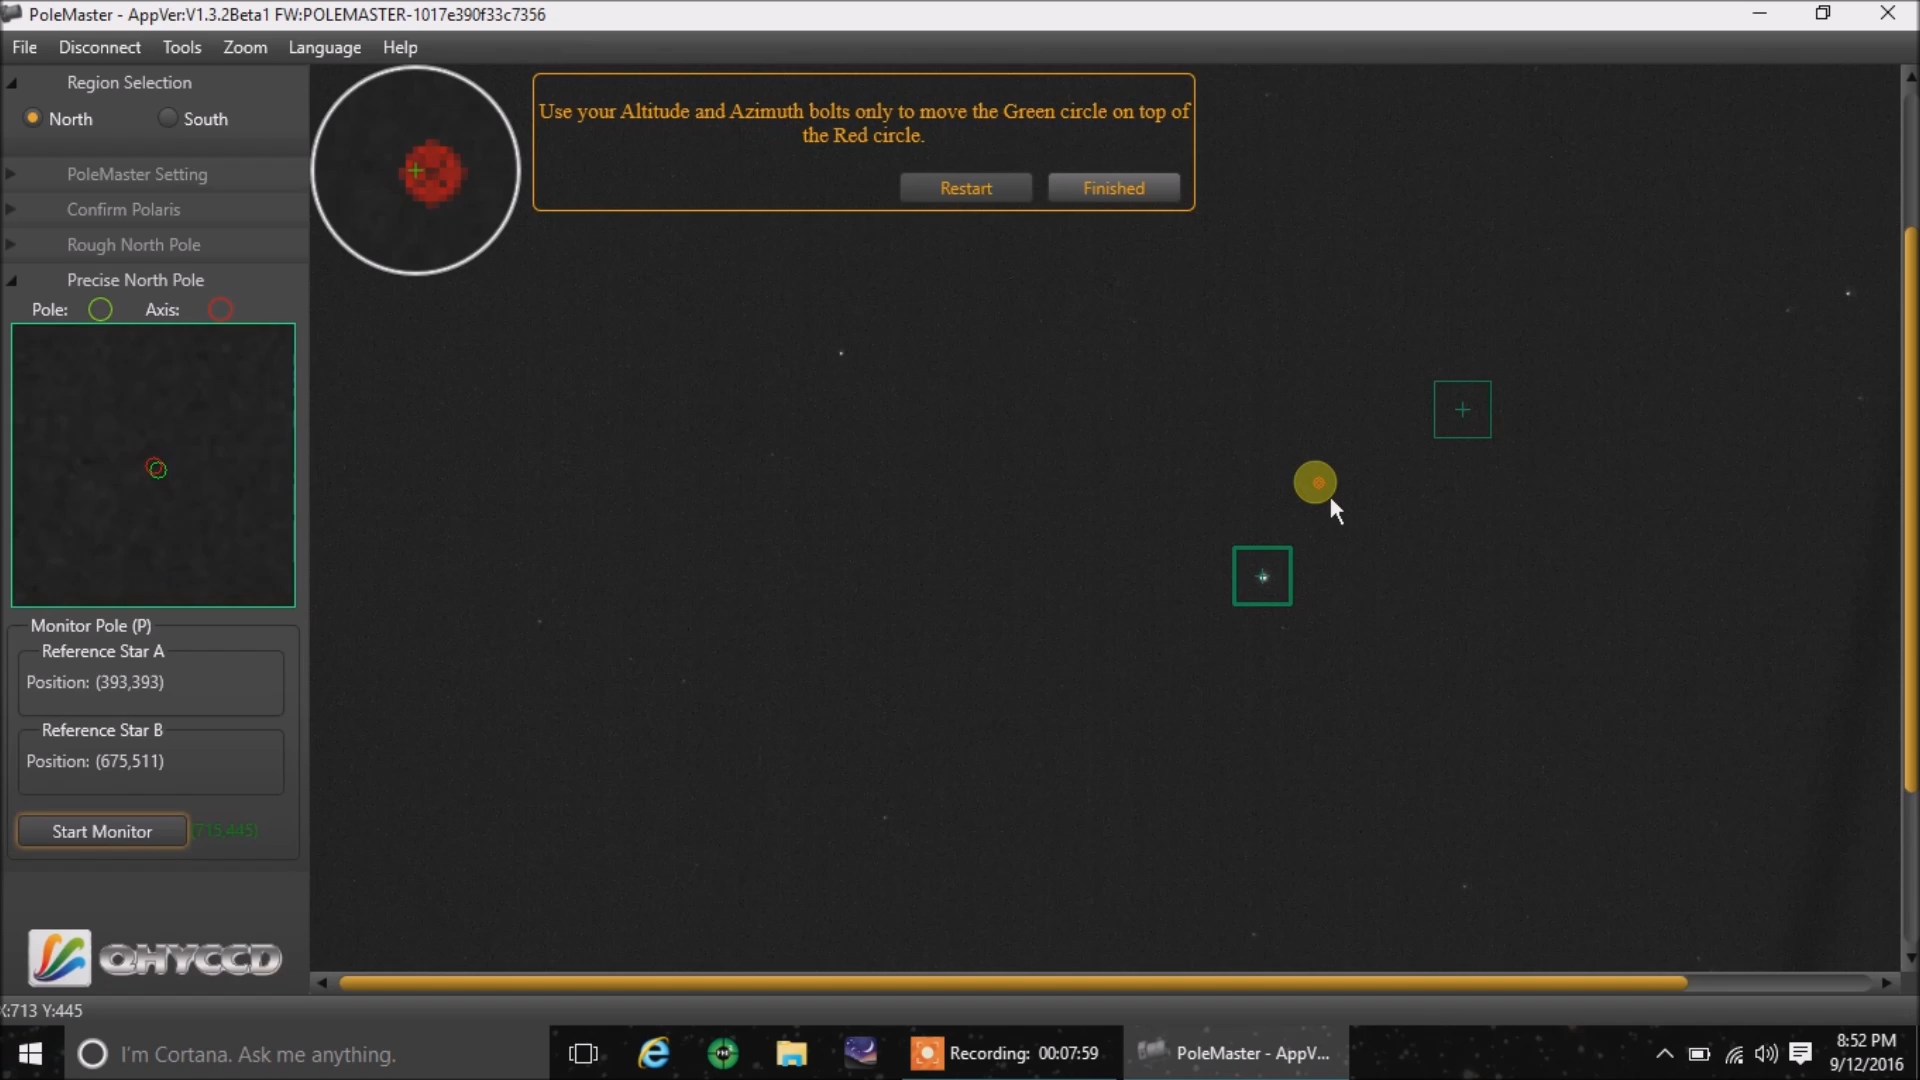 PoleMaster - AppVer:V1.3.2Beta1 FW:POLEMASTER-1017e390f33c7356
File Disconnect Tools Zoom Language Help
Region Selection
North South
PoleMaster Setting
Confirm Polaris
Rough North Pole
Precise North Pole
Pole: Axis:
Monitor Pole (P)
Reference Star A
Position: (393,393)
Reference Star B
Position: (675,511)
Start Monitor (715,445)
QHYCCD
Use your Altitude and Azimuth bolts only to move the Green circle on top of
the Red circle.
Restart Finished
X:713 Y:445
I'm Cortana. Ask me anything.
Recording: 00:07:59
PoleMaster - AppV...
8:52 PM
9/12/2016